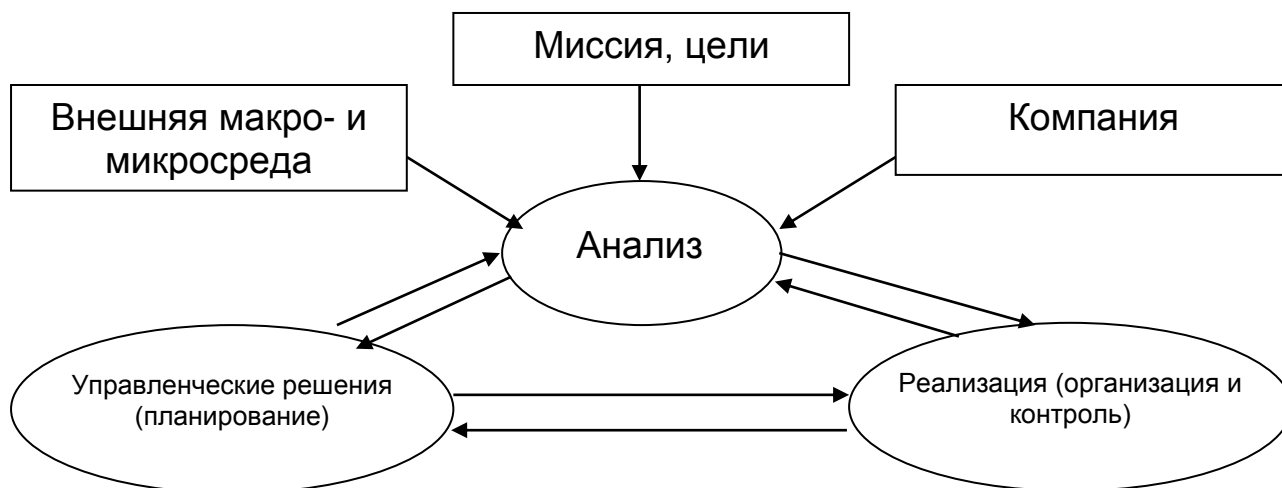 Миссия, цели
Внешняя макро- и
микросреда
Компания
Анализ
Управленческие решения
(планирование)
Реализация (организация и
контроль)